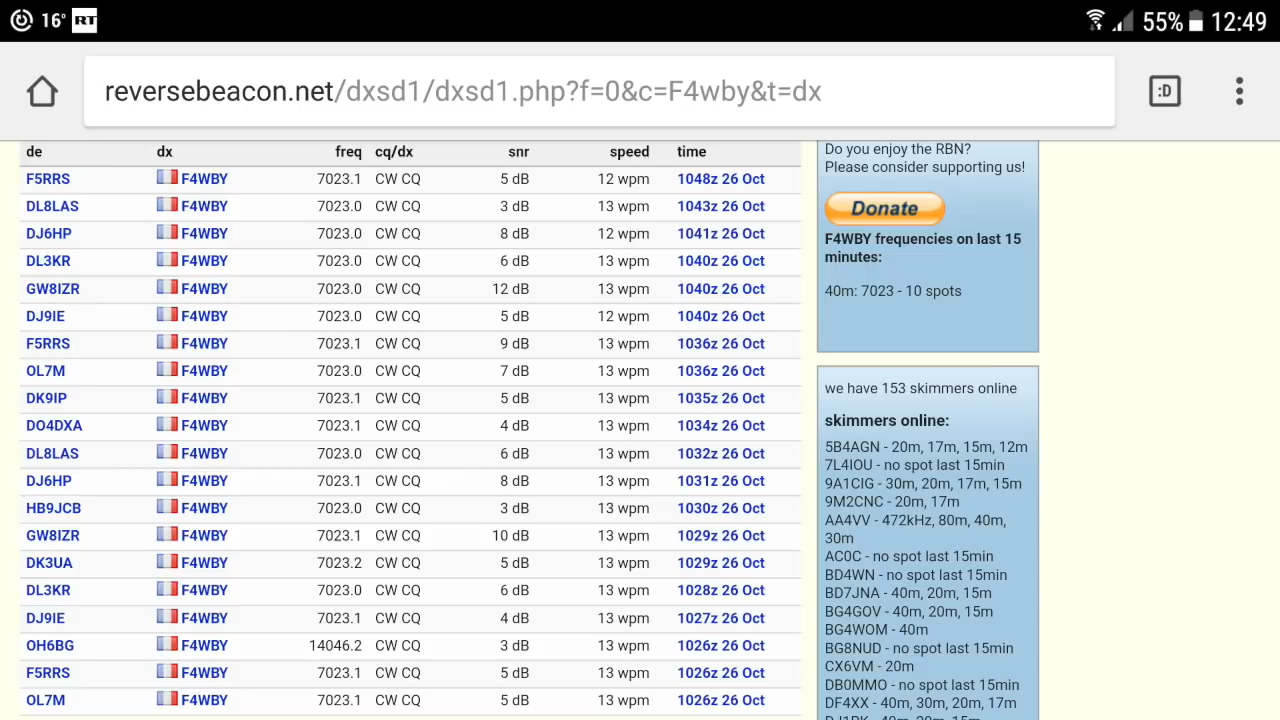 16° RT 55% 12:49
reversebeacon.net/dxsd1/dxsd1.php?f=0&c=F4wby&t=dx :D
de dx freq cq/dx snr speed time
F5RRS F4WBY 7023.1 CW CQ 5 dB 12 wpm 1048z 26 Oct
DL8LAS F4WBY 7023.0 CW CQ 3 dB 13 wpm 1043z 26 Oct
DJ6HP F4WBY 7023.0 CW CQ 8 dB 12 wpm 1041z 26 Oct
DL3KR F4WBY 7023.0 CW CQ 6 dB 13 wpm 1040z 26 Oct
GW8IZR F4WBY 7023.0 CW CQ 12 dB 13 wpm 1040z 26 Oct
DJ9IE F4WBY 7023.0 CW CQ 5 dB 12 wpm 1040z 26 Oct
F5RRS F4WBY 7023.1 CW CQ 9 dB 13 wpm 1036z 26 Oct
OL7M F4WBY 7023.0 CW CQ 7 dB 13 wpm 1036z 26 Oct
DK9IP F4WBY 7023.1 CW CQ 5 dB 13 wpm 1035z 26 Oct
DO4DXA F4WBY 7023.1 CW CQ 4 dB 13 wpm 1034z 26 Oct
DL8LAS F4WBY 7023.1 CW CQ 6 dB 13 wpm 1032z 26 Oct
DJ6HP F4WBY 7023.1 CW CQ 8 dB 13 wpm 1031z 26 Oct
HB9JCB F4WBY 7023.0 CW CQ 3 dB 13 wpm 1030z 26 Oct
GW8IZR F4WBY 7023.1 CW CQ 10 dB 13 wpm 1029z 26 Oct
DK3UA F4WBY 7023.2 CW CQ 5 dB 13 wpm 1029z 26 Oct
DL3KR F4WBY 7023.0 CW CQ 6 dB 13 wpm 1028z 26 Oct
DJ9IE F4WBY 7023.1 CW CQ 4 dB 13 wpm 1027z 26 Oct
OH6BG F4WBY 14046.2 CW CQ 3 dB 13 wpm 1026z 26 Oct
F5RRS F4WBY 7023.1 CW CQ 5 dB 13 wpm 1026z 26 Oct
OL7M F4WBY 7023.1 CW CQ 5 dB 13 wpm 1026z 26 Oct
Do you enjoy the RBN?
Please consider supporting us!
Donate
F4WBY frequencies on last 15
minutes:
40m: 7023 - 10 spots
we have 153 skimmers online
skimmers online:
5B4AGN - 20m, 17m, 15m, 12m
7L4IOU - no spot last 15min
9A1CIG - 30m, 20m, 17m, 15m
9M2CNC - 20m, 17m
AA4VV - 472kHz, 80m, 40m,
30m
AC0C - no spot last 15min
BD4WN - no spot last 15min
BD7JNA - 40m, 20m, 15m
BG4GOV - 40m, 20m, 15m
BG4WOM - 40m
BG8NUD - no spot last 15min
CX6VM - 20m
DB0MMO - no spot last 15min
DF4XX - 40m, 30m, 20m, 17m